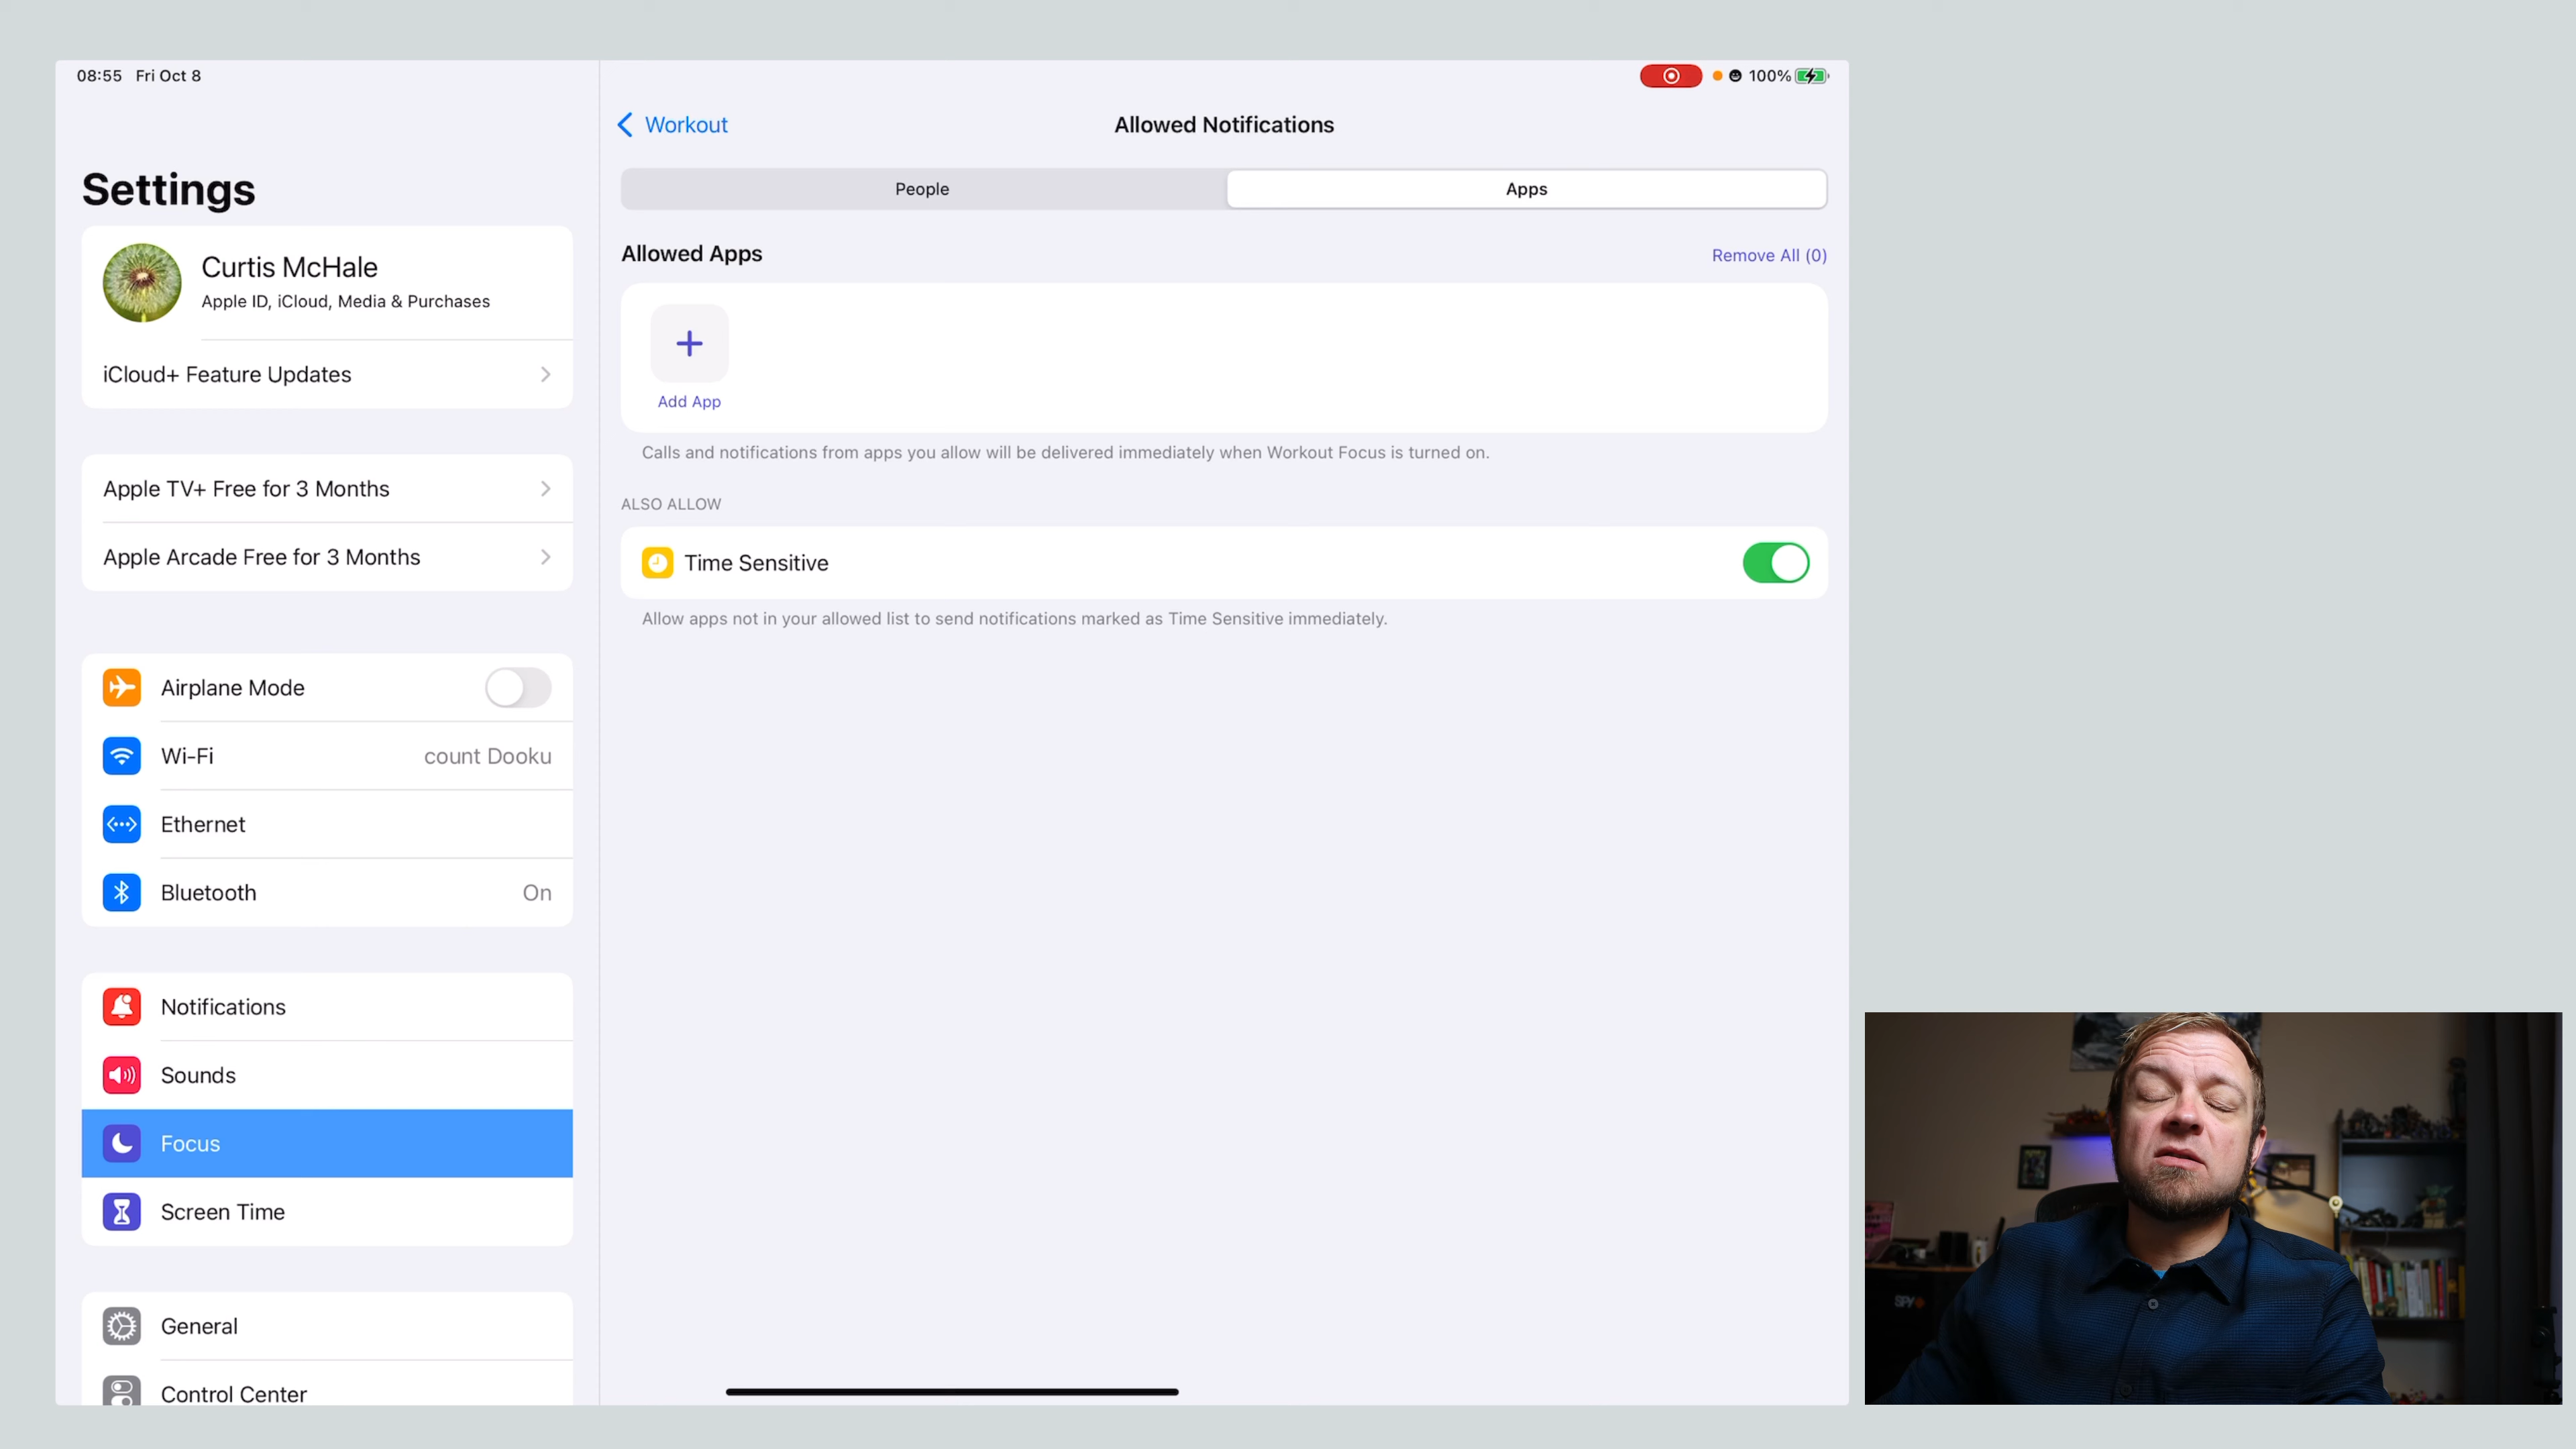 08:55 Fri Oct 8
100%
Settings
Curtis McHale
Apple ID, iCloud, Media & Purchases
iCloud+ Feature Updates
Apple TV+ Free for 3 Months
Apple Arcade Free for 3 Months
Airplane Mode
Wi-Fi count Dooku
Ethernet
Bluetooth On
Notifications
Sounds
Focus
Screen Time
General
Control Center
Workout
Allowed Notifications
People Apps
Allowed Apps
Remove All (0)
Add App
Calls and notifications from apps you allow will be delivered immediately when Workout Focus is turned on.
ALSO ALLOW
Time Sensitive
Allow apps not in your allowed list to send notifications marked as Time Sensitive immediately.